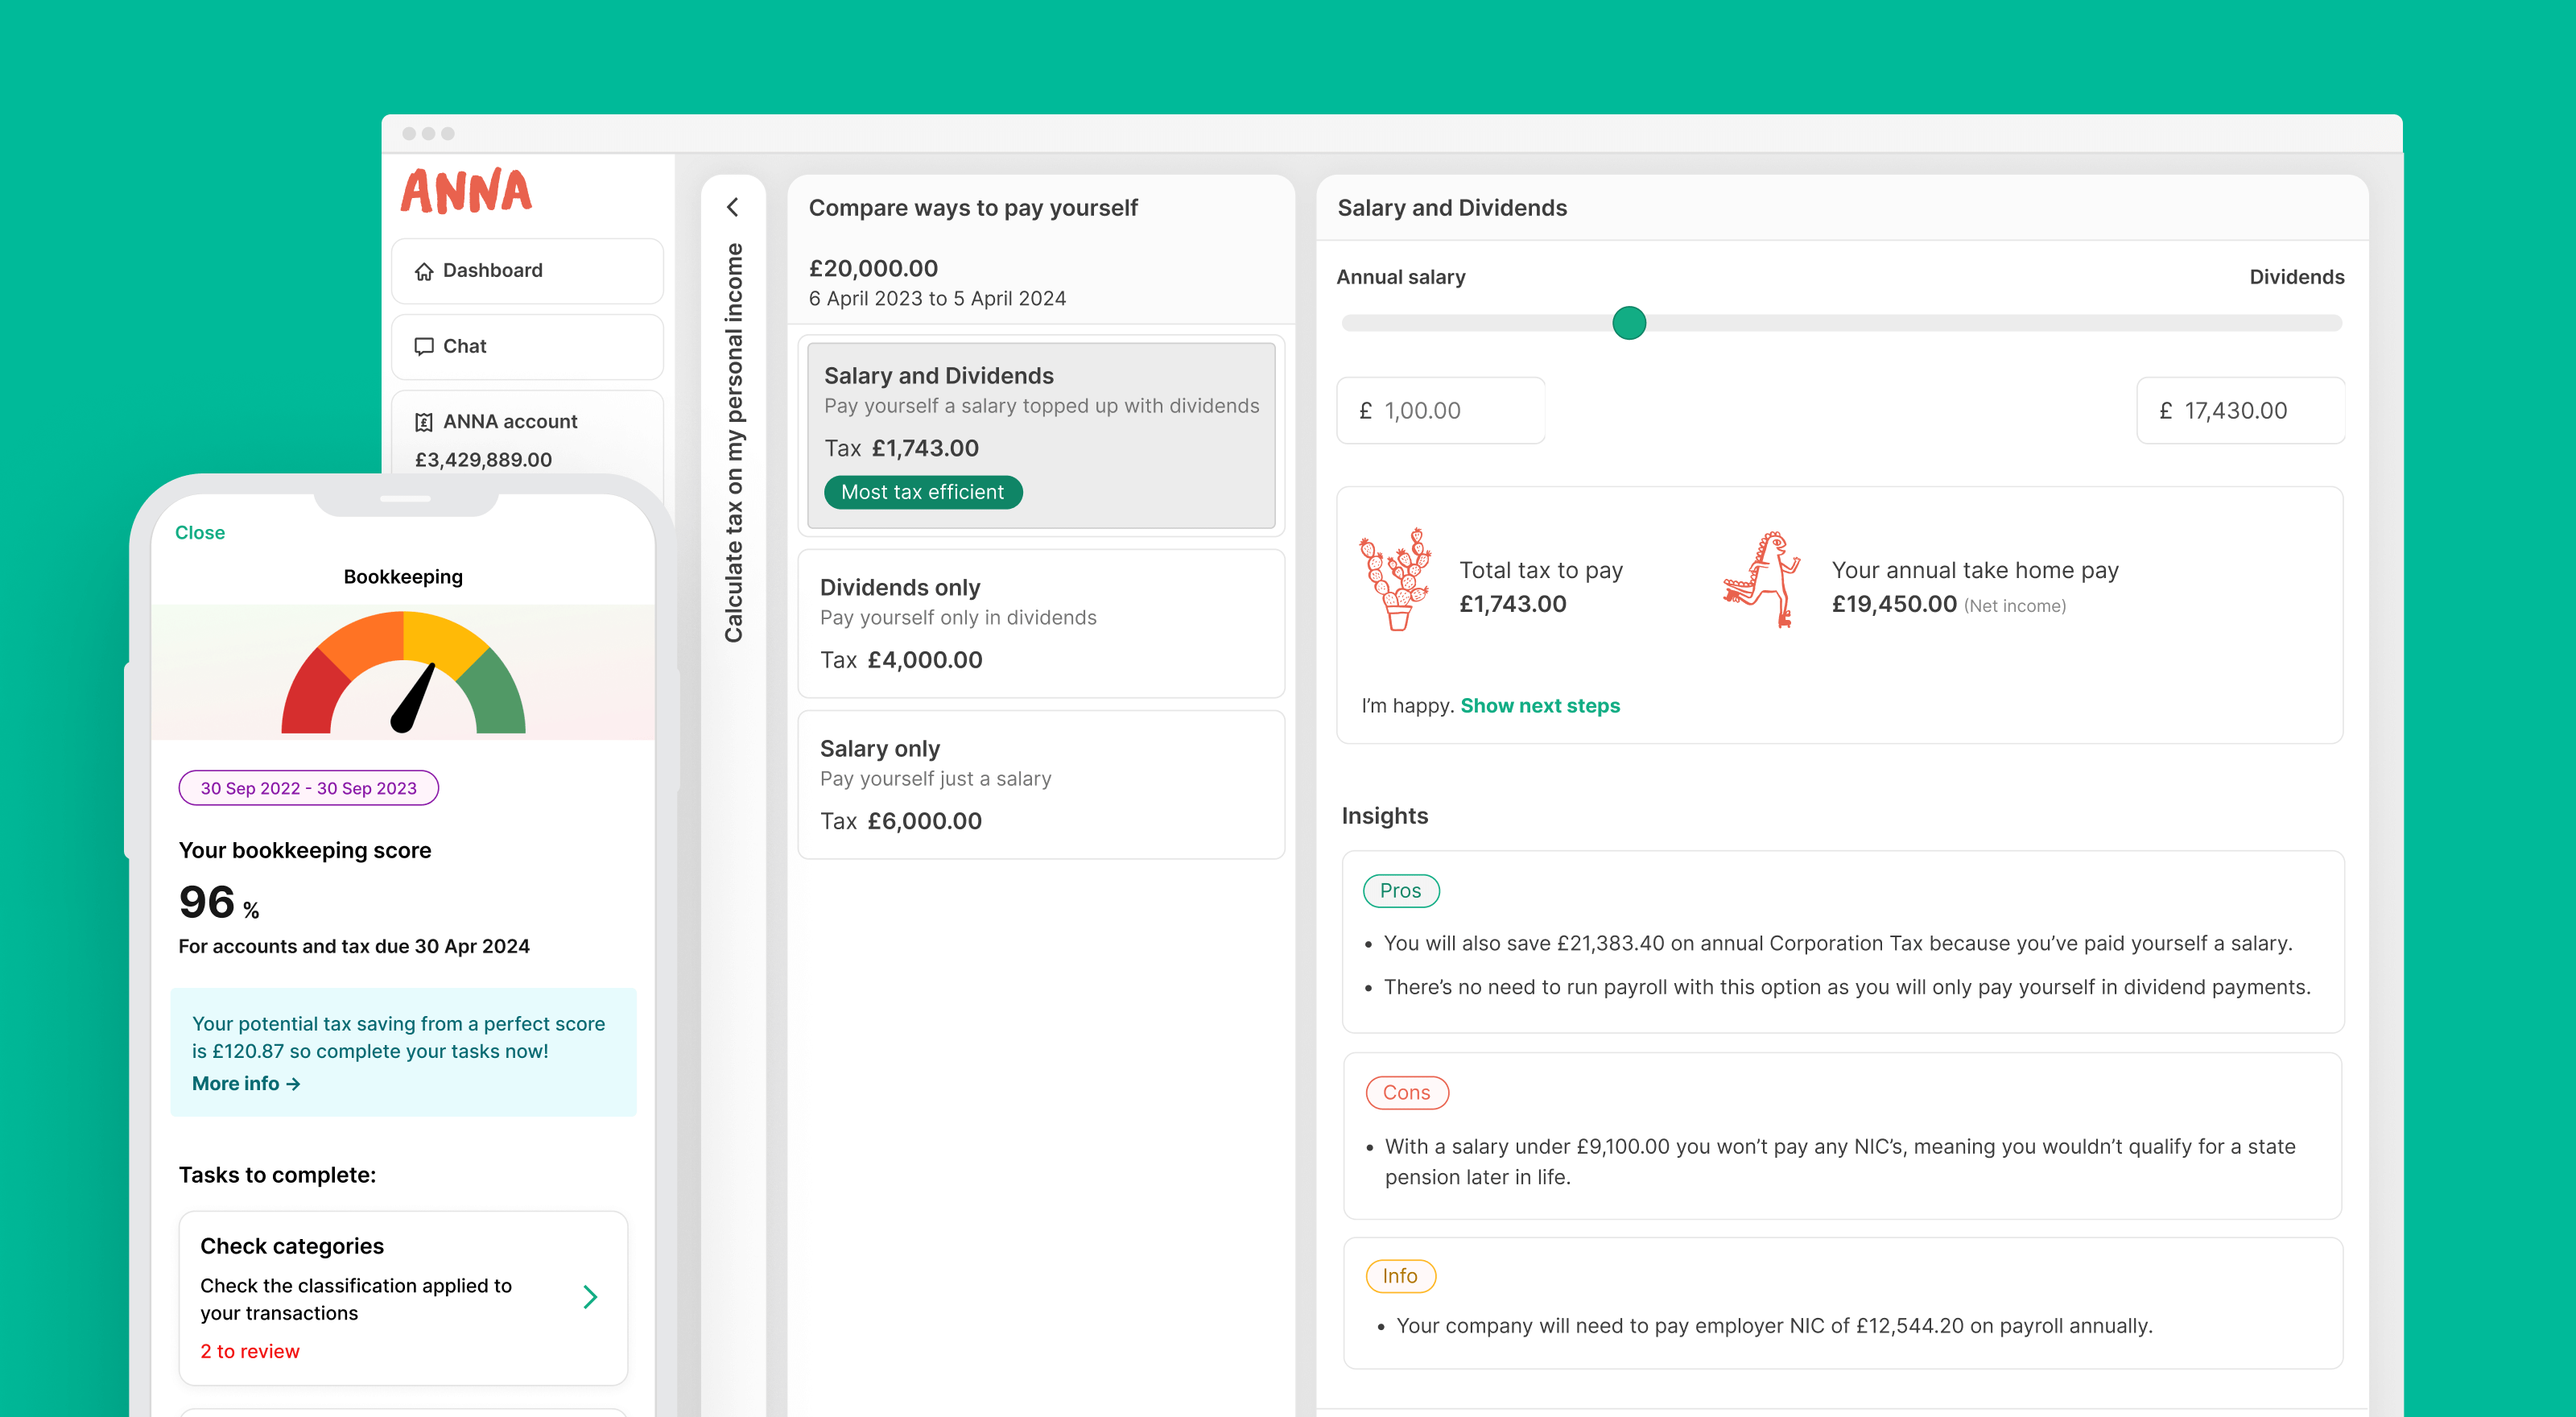 ANNA
Dashboard
Chat
ANNA account
£3,429,889.00
Close
Bookkeeping
30 Sep 2022 - 30 Sep 2023
Your bookkeeping score
96 %
For accounts and tax due 30 Apr 2024
Your potential tax saving from a perfect score
is £120.87 so complete your tasks now!
More info →
Tasks to complete:
Check categories
Check the classification applied to
your transactions
2 to review
Calculate tax on my personal income
Compare ways to pay yourself
£20,000.00
6 April 2023 to 5 April 2024
Salary and Dividends
Pay yourself a salary topped up with dividends
Tax £1,743.00
Most tax efficient
Dividends only
Pay yourself only in dividends
Tax £4,000.00
Salary only
Pay yourself just a salary
Tax £6,000.00
Salary and Dividends
Annual salary
Dividends
£ 1,00.00
£ 17,430.00
Total tax to pay
£1,743.00
Your annual take home pay
£19,450.00 (Net income)
I’m happy. Show next steps
Insights
Pros
• You will also save £21,383.40 on annual Corporation Tax because you’ve paid yourself a salary.
• There’s no need to run payroll with this option as you will only pay yourself in dividend payments.
Cons
• With a salary under £9,100.00 you won’t pay any NIC’s, meaning you wouldn’t qualify for a state
pension later in life.
Info
• Your company will need to pay employer NIC of £12,544.20 on payroll annually.